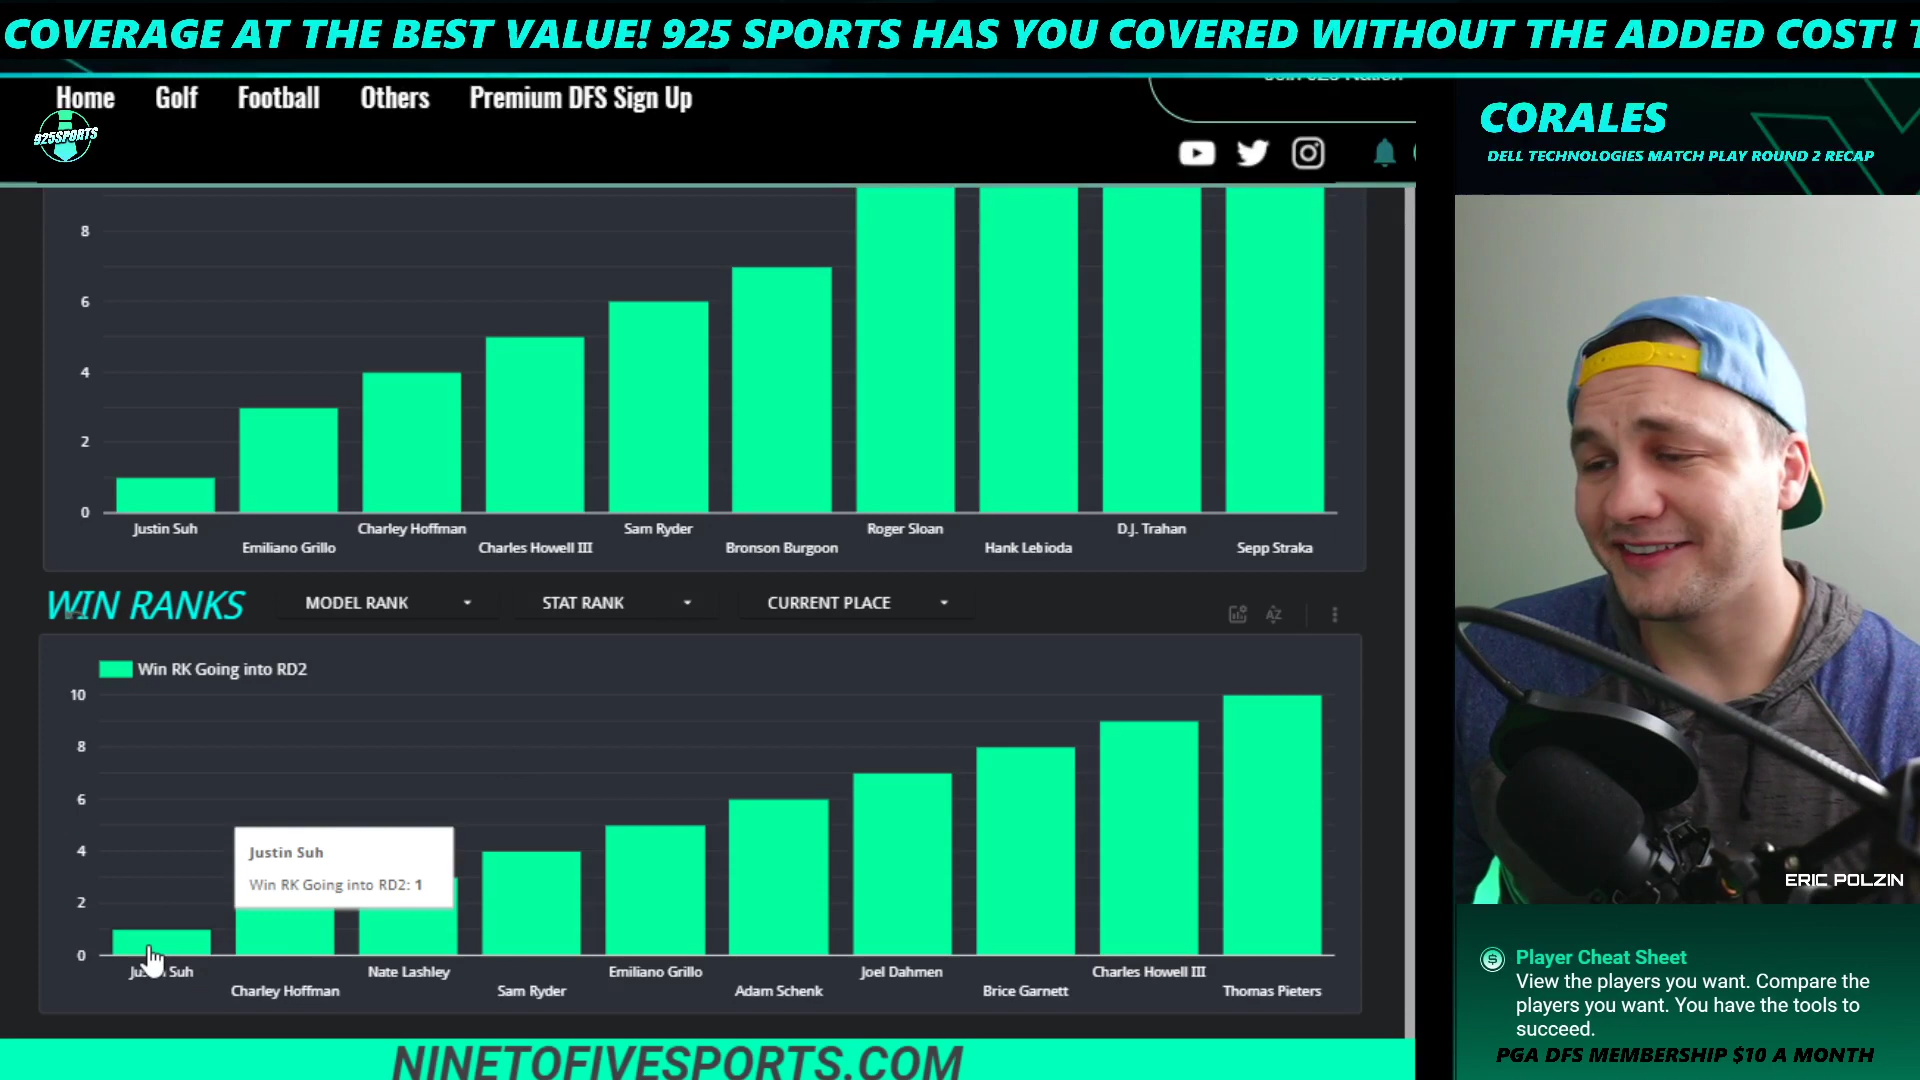 COVERAGE AT THE BEST VALUE! 925 SPORTS HAS YOU COVERED WITHOUT THE ADDED COST!
Home Golf Football Others Premium DFS Sign Up
925SPORTS
CORALES
DELL TECHNOLOGIES MATCH PLAY ROUND 2 RECAP
8
6
4
2
0
Justin Suh
Emiliano Grillo
Charley Hoffman
Charles Howell III
Sam Ryder
Bronson Burgoon
Roger Sloan
Hank Lebioda
D.J. Trahan
Sepp Straka
WIN RANKS MODEL RANK STAT RANK CURRENT PLACE
Win RK Going into RD2
10
8
6
4
2
0
Justin Suh
Win RK Going into RD2: 1
Suh
Charley Hoffman
Nate Lashley
Sam Ryder
Emiliano Grillo
Adam Schenk
Joel Dahmen
Brice Garnett
Charles Howell III
Thomas Pieters
NINETOFIVESPORTS.COM
ERIC POLZIN
Player Cheat Sheet
View the players you want. Compare the
players you want. You have the tools to
succeed.
PGA DFS MEMBERSHIP $10 A MONTH